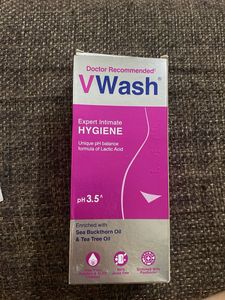 Doctor Recommended
VWash®
Expert Intimate
HYGIENE
Unique pH balance
formula of Lactic Acid
pH 3.5^
Enriched with
Sea Buckthorn Oil
& Tea Tree Oil